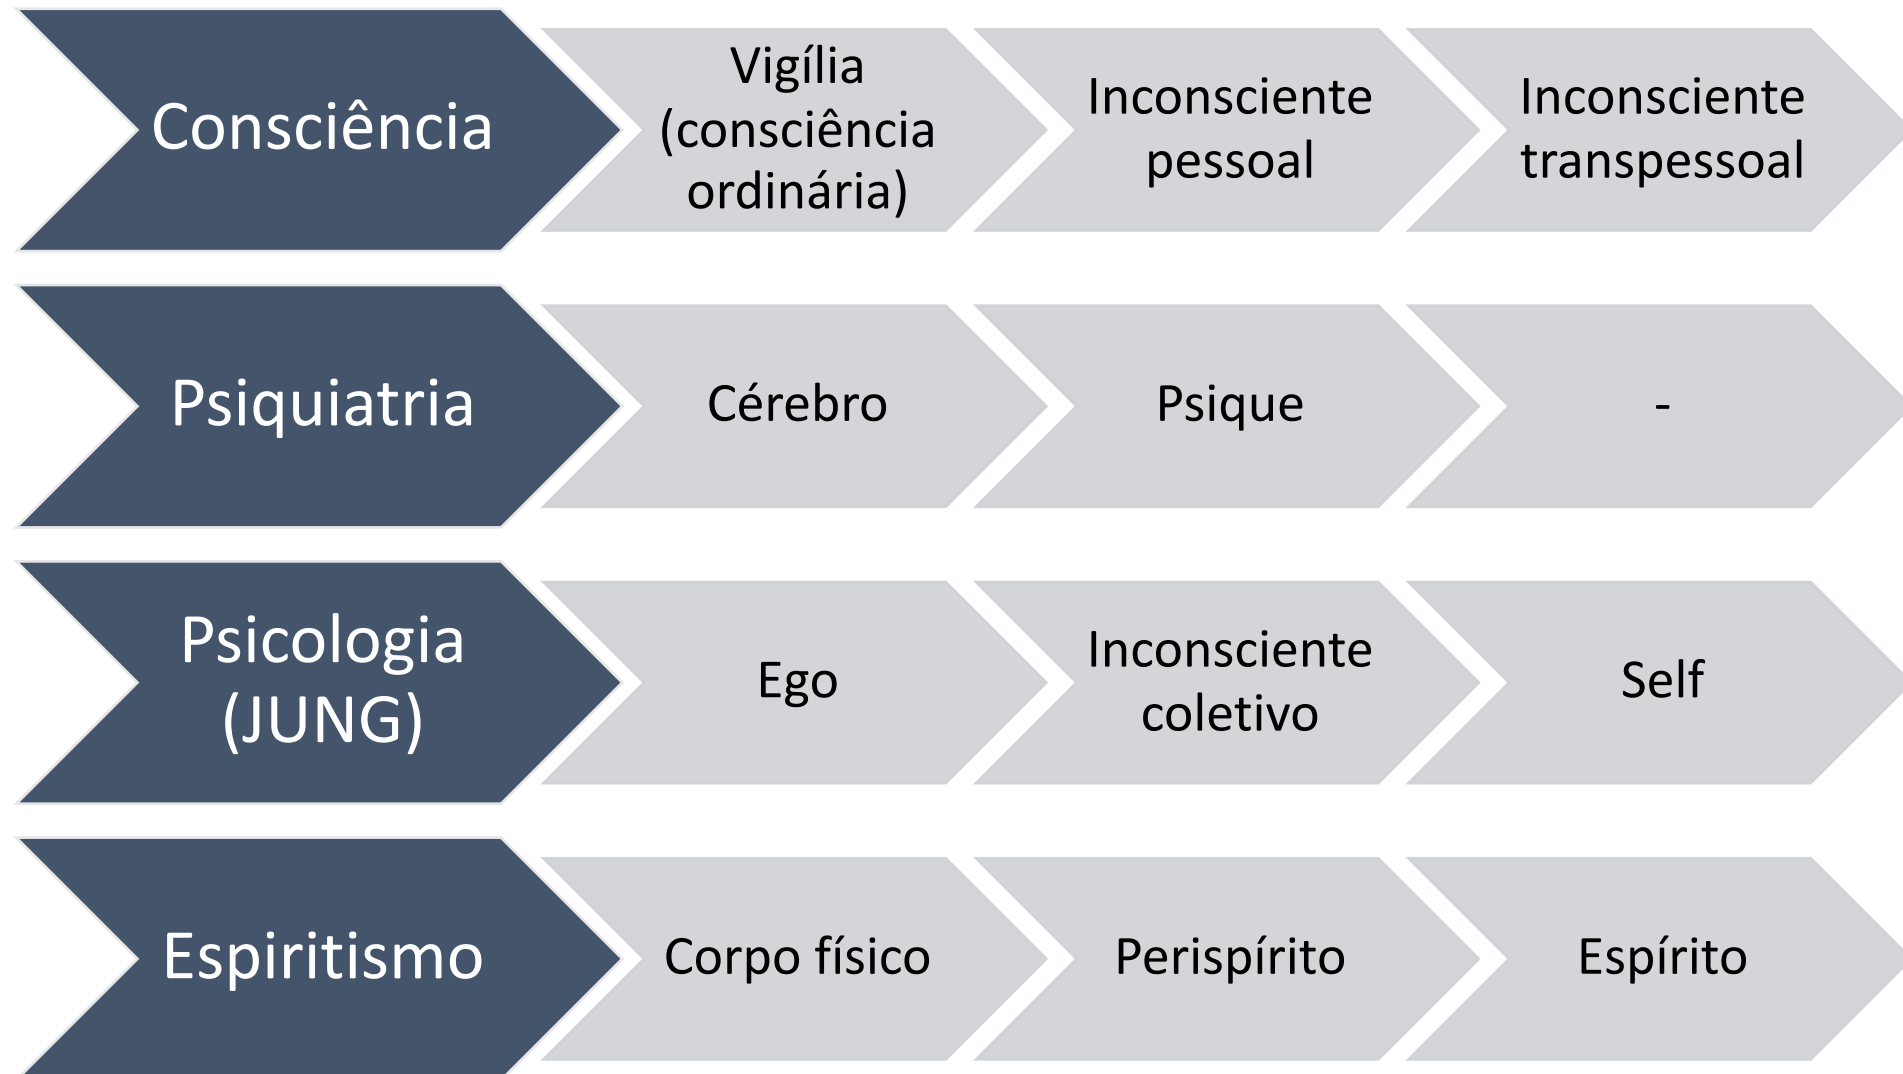 Consciência
Vigília
(consciência
ordinária)
Inconsciente
pessoal
Inconsciente
transpessoal
Psiquiatria
Cérebro
Psique
-
Psicologia
(JUNG)
Ego
Inconsciente
coletivo
Self
Espiritismo
Corpo físico
Perispírito
Espírito